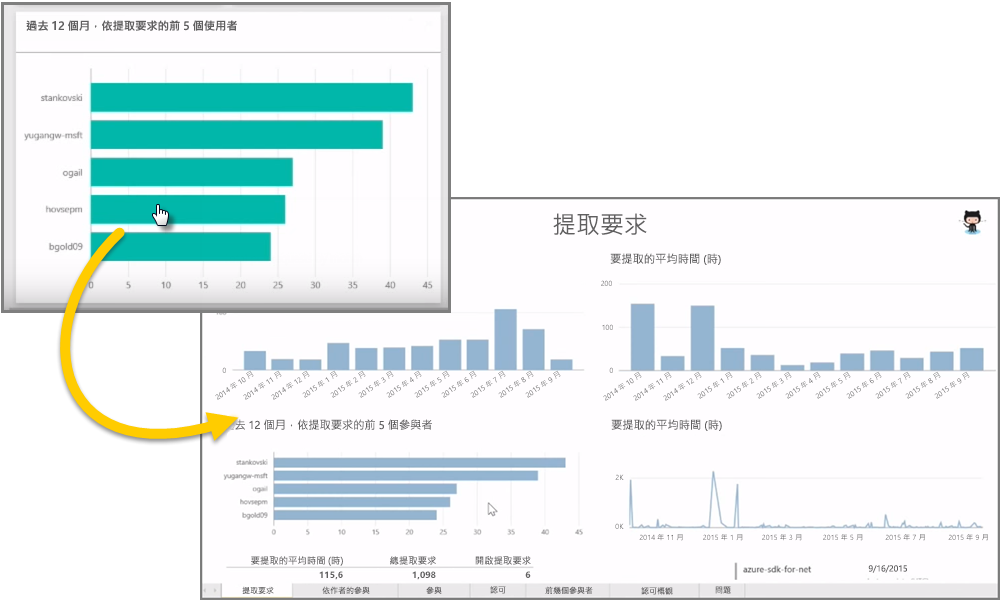 過去 12 個月，依提取要求的前 5 個使用者
stankovski
yugangw-msft
ogail
hovsepm
bgold09
0 5 10 15 20 25 30 35 40 45
提取要求
要提取的平均時間 (時)
200
100
0
2014 年 10 月 2014 年 11 月 2014 年 12 月 2015 年 1 月 2015 年 2 月 2015 年 3 月 2015 年 4 月 2015 年 5 月 2015 年 6 月 2015 年 7 月 2015 年 8 月 2015 年 9 月
0
2014 年 10 月 2014 年 11 月 2014 年 12 月 2015 年 1 月 2015 年 2 月 2015 年 3 月 2015 年 4 月 2015 年 5 月 2015 年 6 月 2015 年 7 月 2015 年 8 月 2015 年 9 月
去 12 個月，依提取要求的前 5 個參與者
stankovski
yugangw-msft
ogail
hovsepm
bgold09
0 5 10 15 20 25 30 35 40 45
要提取的平均時間 (時)
2K
0K
2014 年 11 月 2015 年 1 月 2015 年 3 月 2015 年 5 月 2015 年 7 月 2015 年 9 月
要提取的平均時間 (時) 總提取要求 開啟提取要求
115,6 1,098 6
azure-sdk-for-net 9/16/2015
提取要求 依作者的參與 參與 認可 前幾個參與者 認可概觀 問題